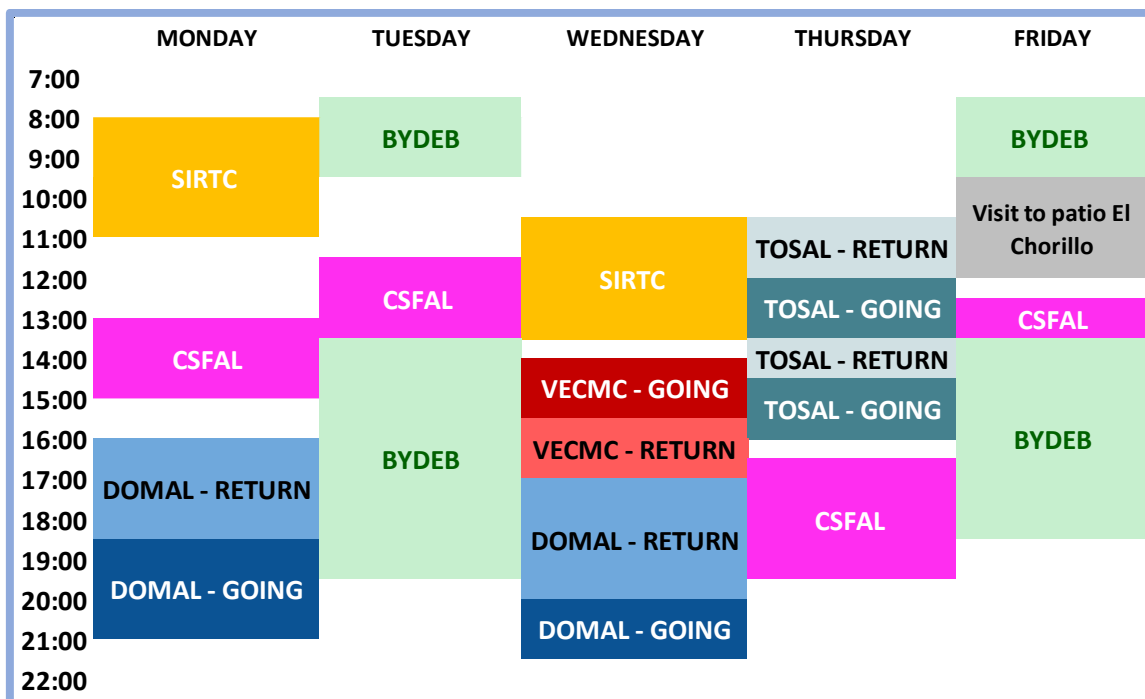 MONDAY TUESDAY WEDNESDAY THURSDAY FRIDAY
7:00
8:00
BYDEB BYDEB
9:00
SIRTC
10:00
Visit to patio El
Chorillo
11:00
TOSAL - RETURN
12:00
CSFAL SIRTC TOSAL - GOING
13:00
CSFAL
14:00
CSFAL TOSAL - RETURN
VECMC - GOING
15:00
TOSAL - GOING
16:00
VECMC - RETURN BYDEB BYDEB
17:00
DOMAL - RETURN
18:00
CSFAL
DOMAL - RETURN
19:00
DOMAL - GOING
20:00
DOMAL - GOING
21:00
22:00